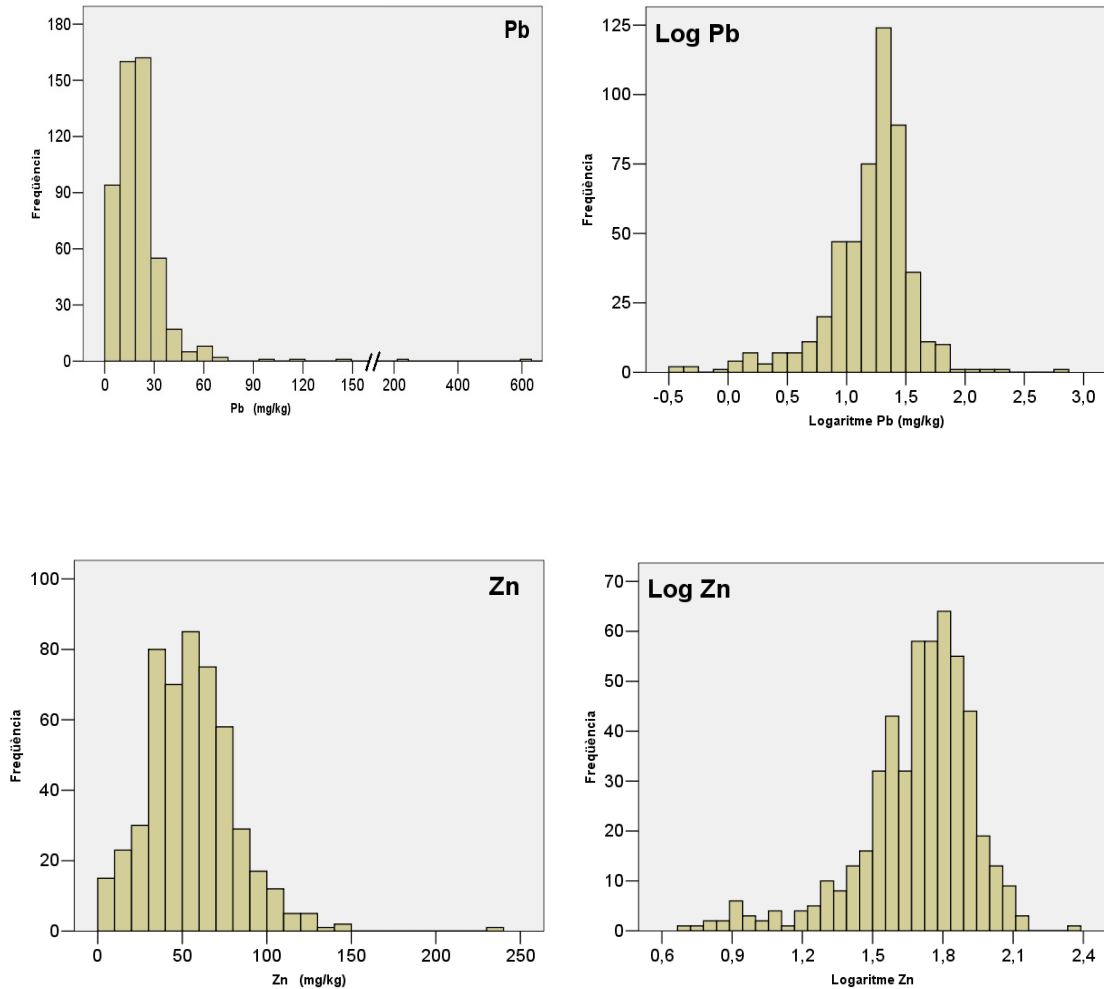 Pb
180
150
120
90
60
30
0
Freqüència
0 30 60 90 120 150 200 400 600
Pb (mg/kg)
Log Pb
125
100
75
50
25
0
Freqüència
-0,5 0,0 0,5 1,0 1,5 2,0 2,5 3,0
Logaritme Pb (mg/kg)
Zn
100
80
60
40
20
0
Freqüència
0 50 100 150 200 250
Zn (mg/kg)
Log Zn
70
60
50
40
30
20
10
0
Freqüència
0,6 0,9 1,2 1,5 1,8 2,1 2,4
Logaritme Zn